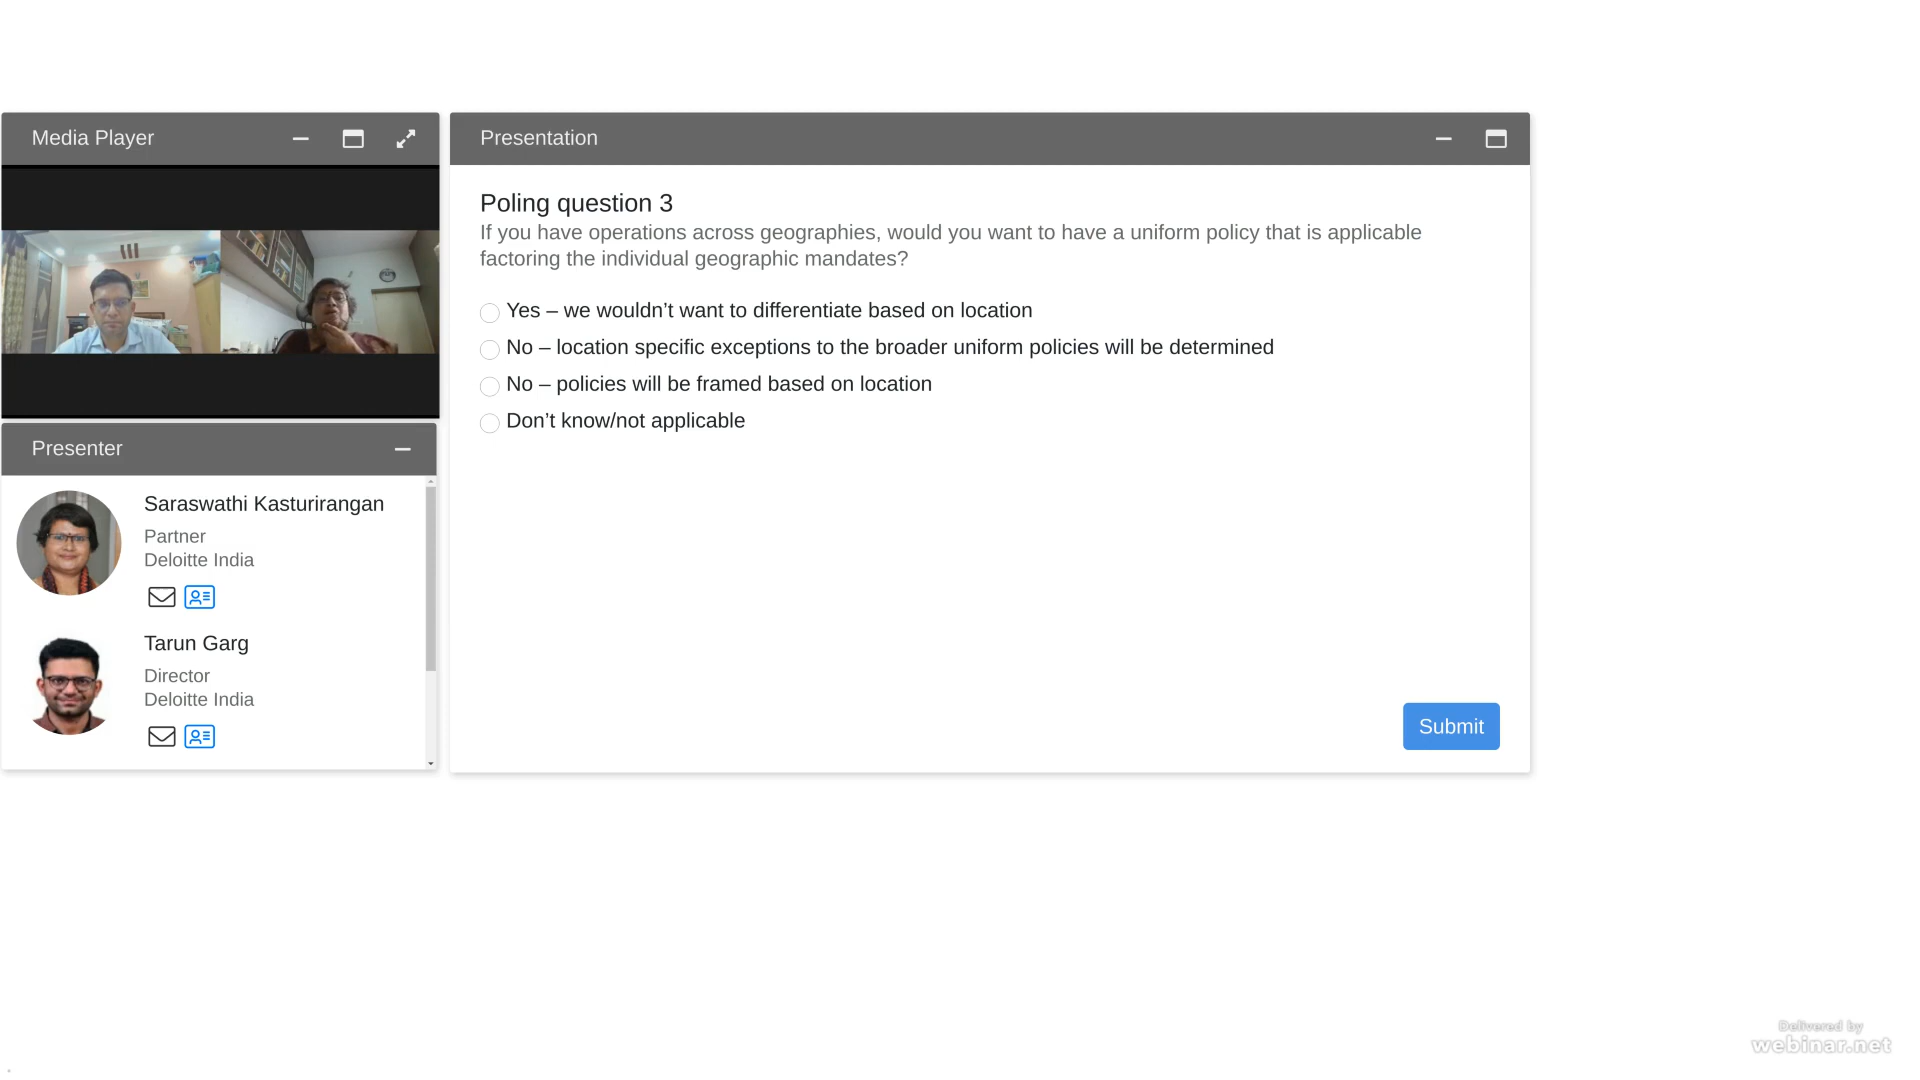 Media Player
Presentation
Poling question 3
If you have operations across geographies, would you want to have a uniform policy that is applicable
factoring the individual geographic mandates?
Yes – we wouldn’t want to differentiate based on location
No – location specific exceptions to the broader uniform policies will be determined
No – policies will be framed based on location
Don’t know/not applicable
Submit
Presenter
Saraswathi Kasturirangan
Partner
Deloitte India
Tarun Garg
Director
Deloitte India
Delivered by
webinar.net